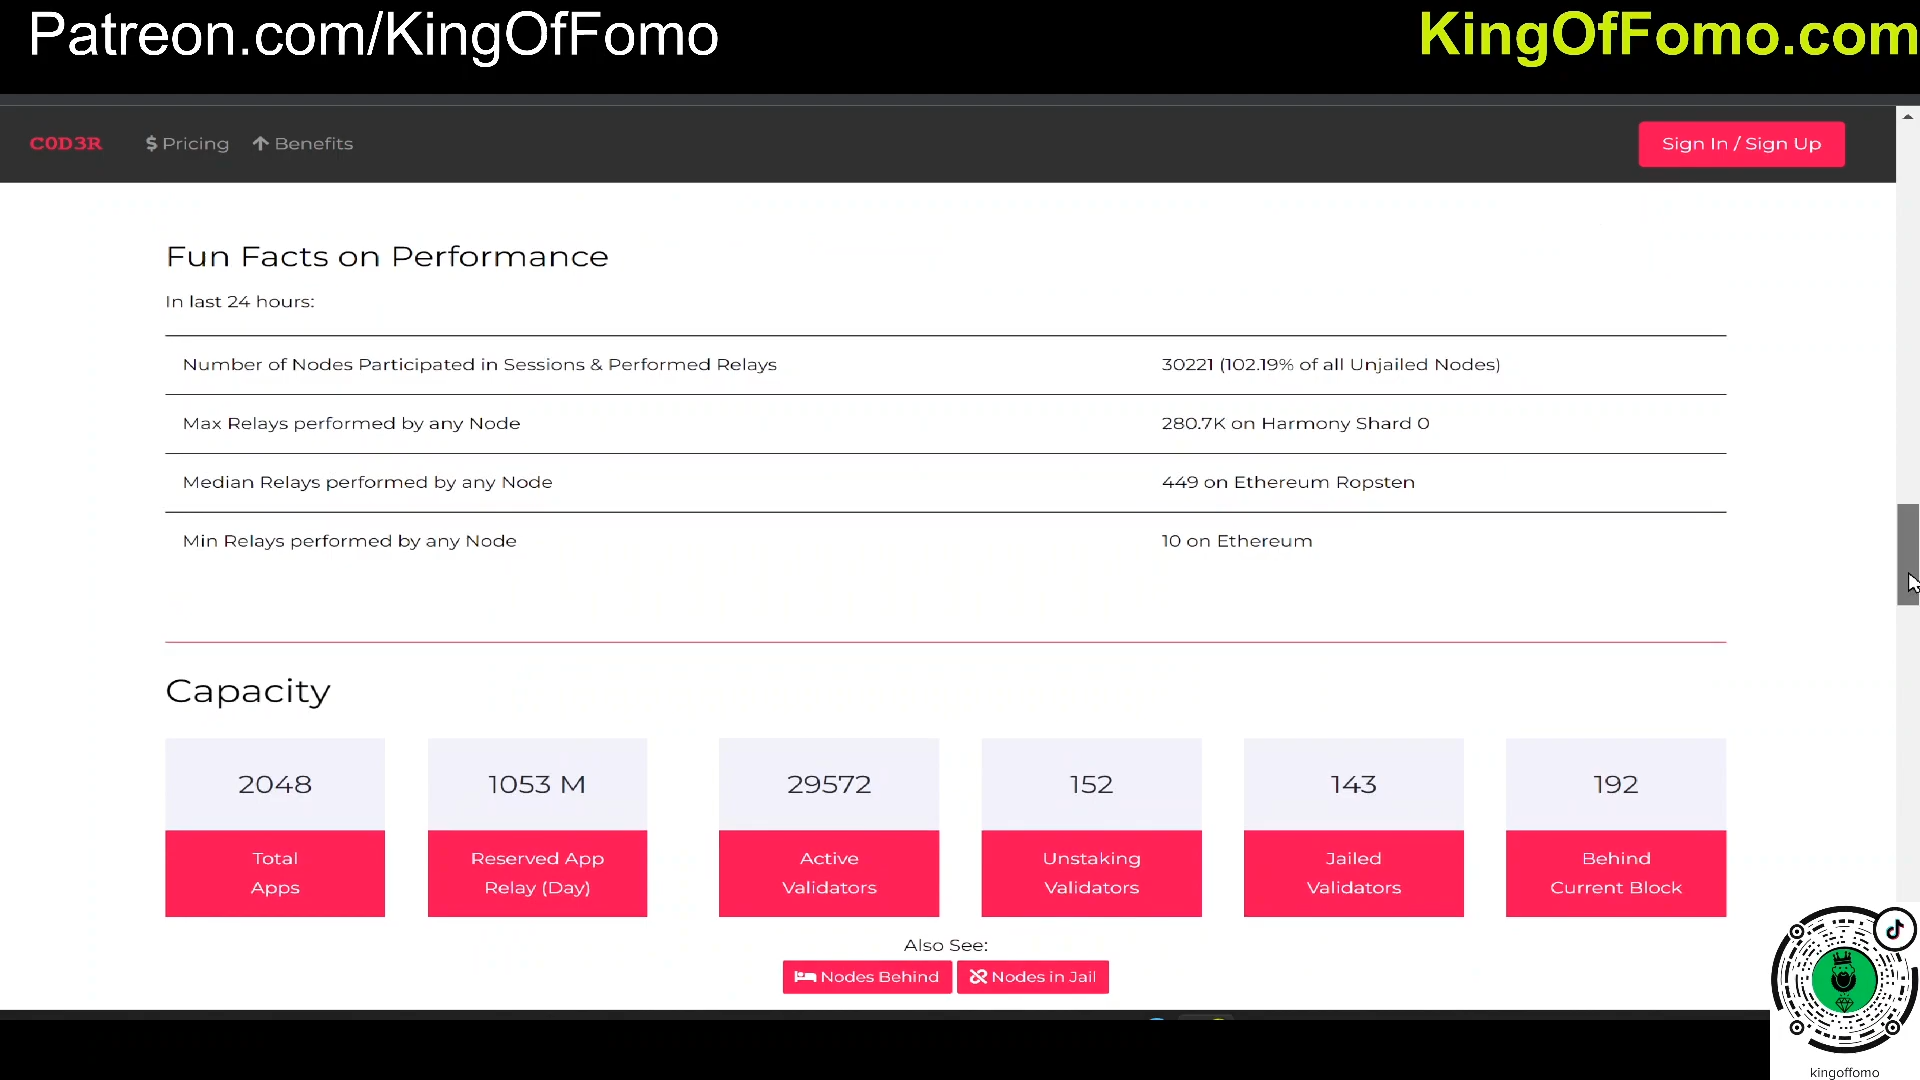 Patreon.com/KingOfFomo
KingOfFomo.com
C0D3R
$ Pricing
Benefits
Sign In / Sign Up
Fun Facts on Performance
In last 24 hours:
Number of Nodes Participated in Sessions & Performed Relays
30221 (102.19% of all Unjailed Nodes)
Max Relays performed by any Node
280.7K on Harmony Shard 0
Median Relays performed by any Node
449 on Ethereum Ropsten
Min Relays performed by any Node
10 on Ethereum
Capacity
2048
Total
Apps
1053 M
Reserved App
Relay (Day)
29572
Active
Validators
152
Unstaking
Validators
143
Jailed
Validators
192
Behind
Current Block
Also See:
Nodes Behind
Nodes in Jail
kingoffomo